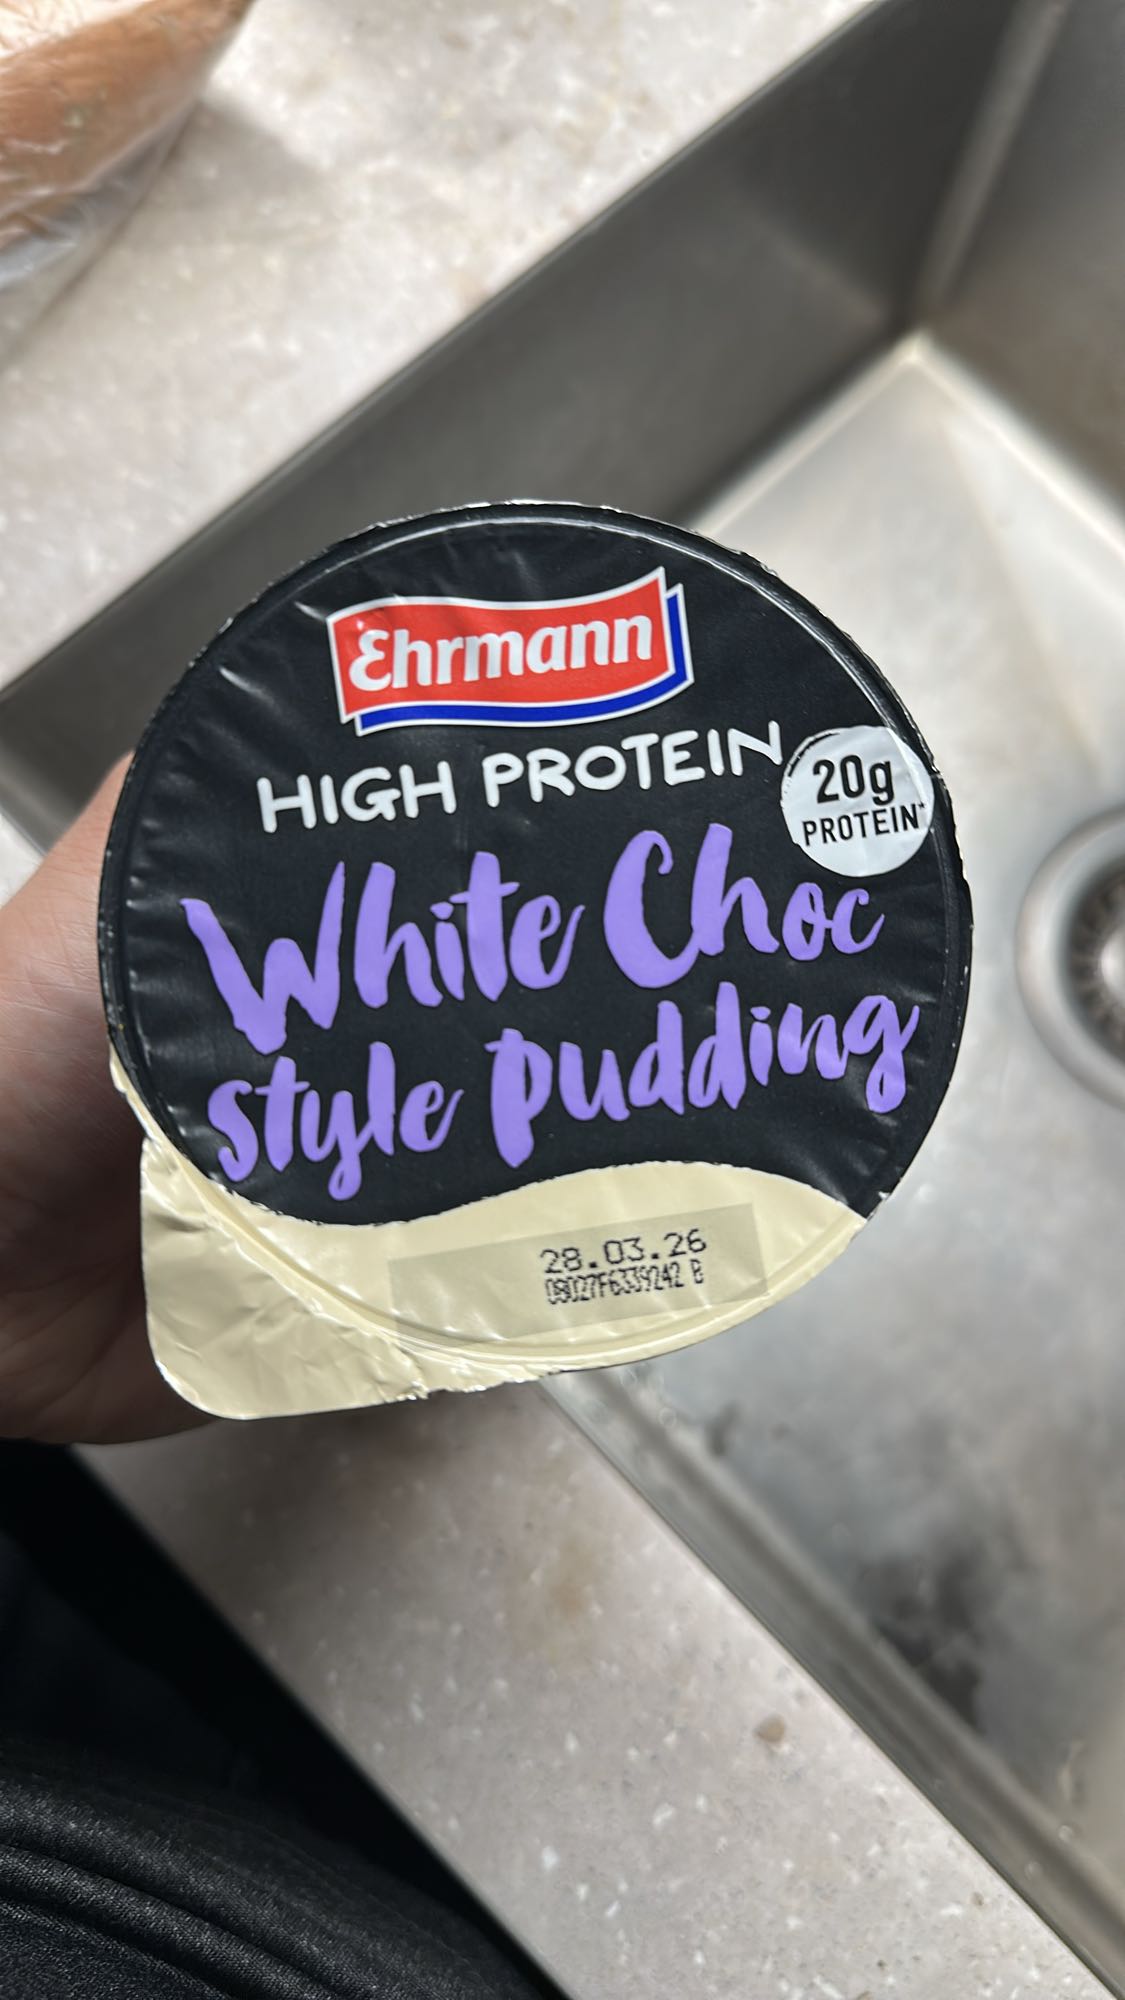 Ehrmann
HIGH PROTEIN
20g
PROTEIN*
White Choc
style pudding
28.03.26